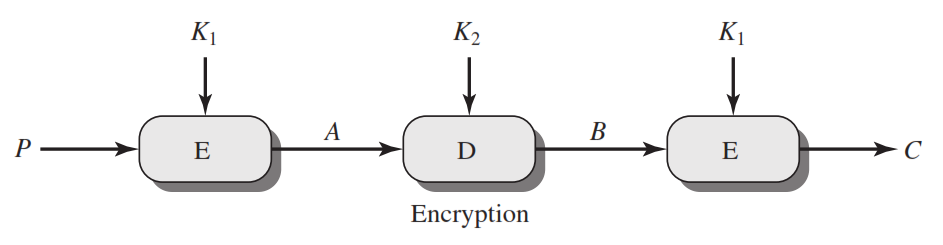 K₁ K₂ K₁
P E A D B E C
Encryption